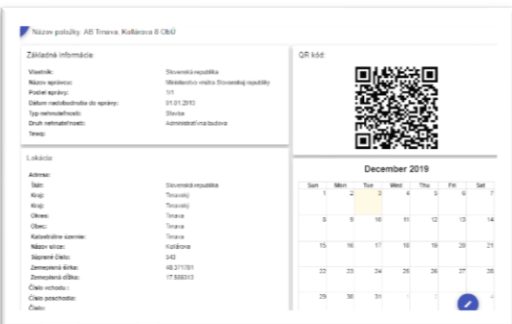 Názov položky: AB Trnava, Kollárova 8 ObÚ
Základné informácie
Vlastník: Slovenská republika
Názov správcu: Ministerstvo vnútra Slovenskej republiky
Podiel správy: 1/1
Dátum nadobudnutia do správy: 01.01.2013
Typ nehnuteľnosti: Stavba
Druh nehnuteľnosti: Administratívna budova
Lokácia
Adresa:
Štát: Slovenská republika
Kraj: Trnavský
Kraj: Trnavský
Okres: Trnava
Obec: Trnava
Katastrálne územie: Trnava
Názov ulice: Kollárova
Súpisné číslo: 543
Zemepisná šírka:
Zemepisná dĺžka:
Číslo vchodu:
Číslo poschodia:
Číslo:
QR kód
December 2019
Sun Mon Tue Wed Thu Fri Sat
1 2 3 4 5 6 7
8 9 10 11 12 13 14
15 16 17 18 19 20 21
22 23 24 25 26 27 28
29 30 31 1 2 3 4